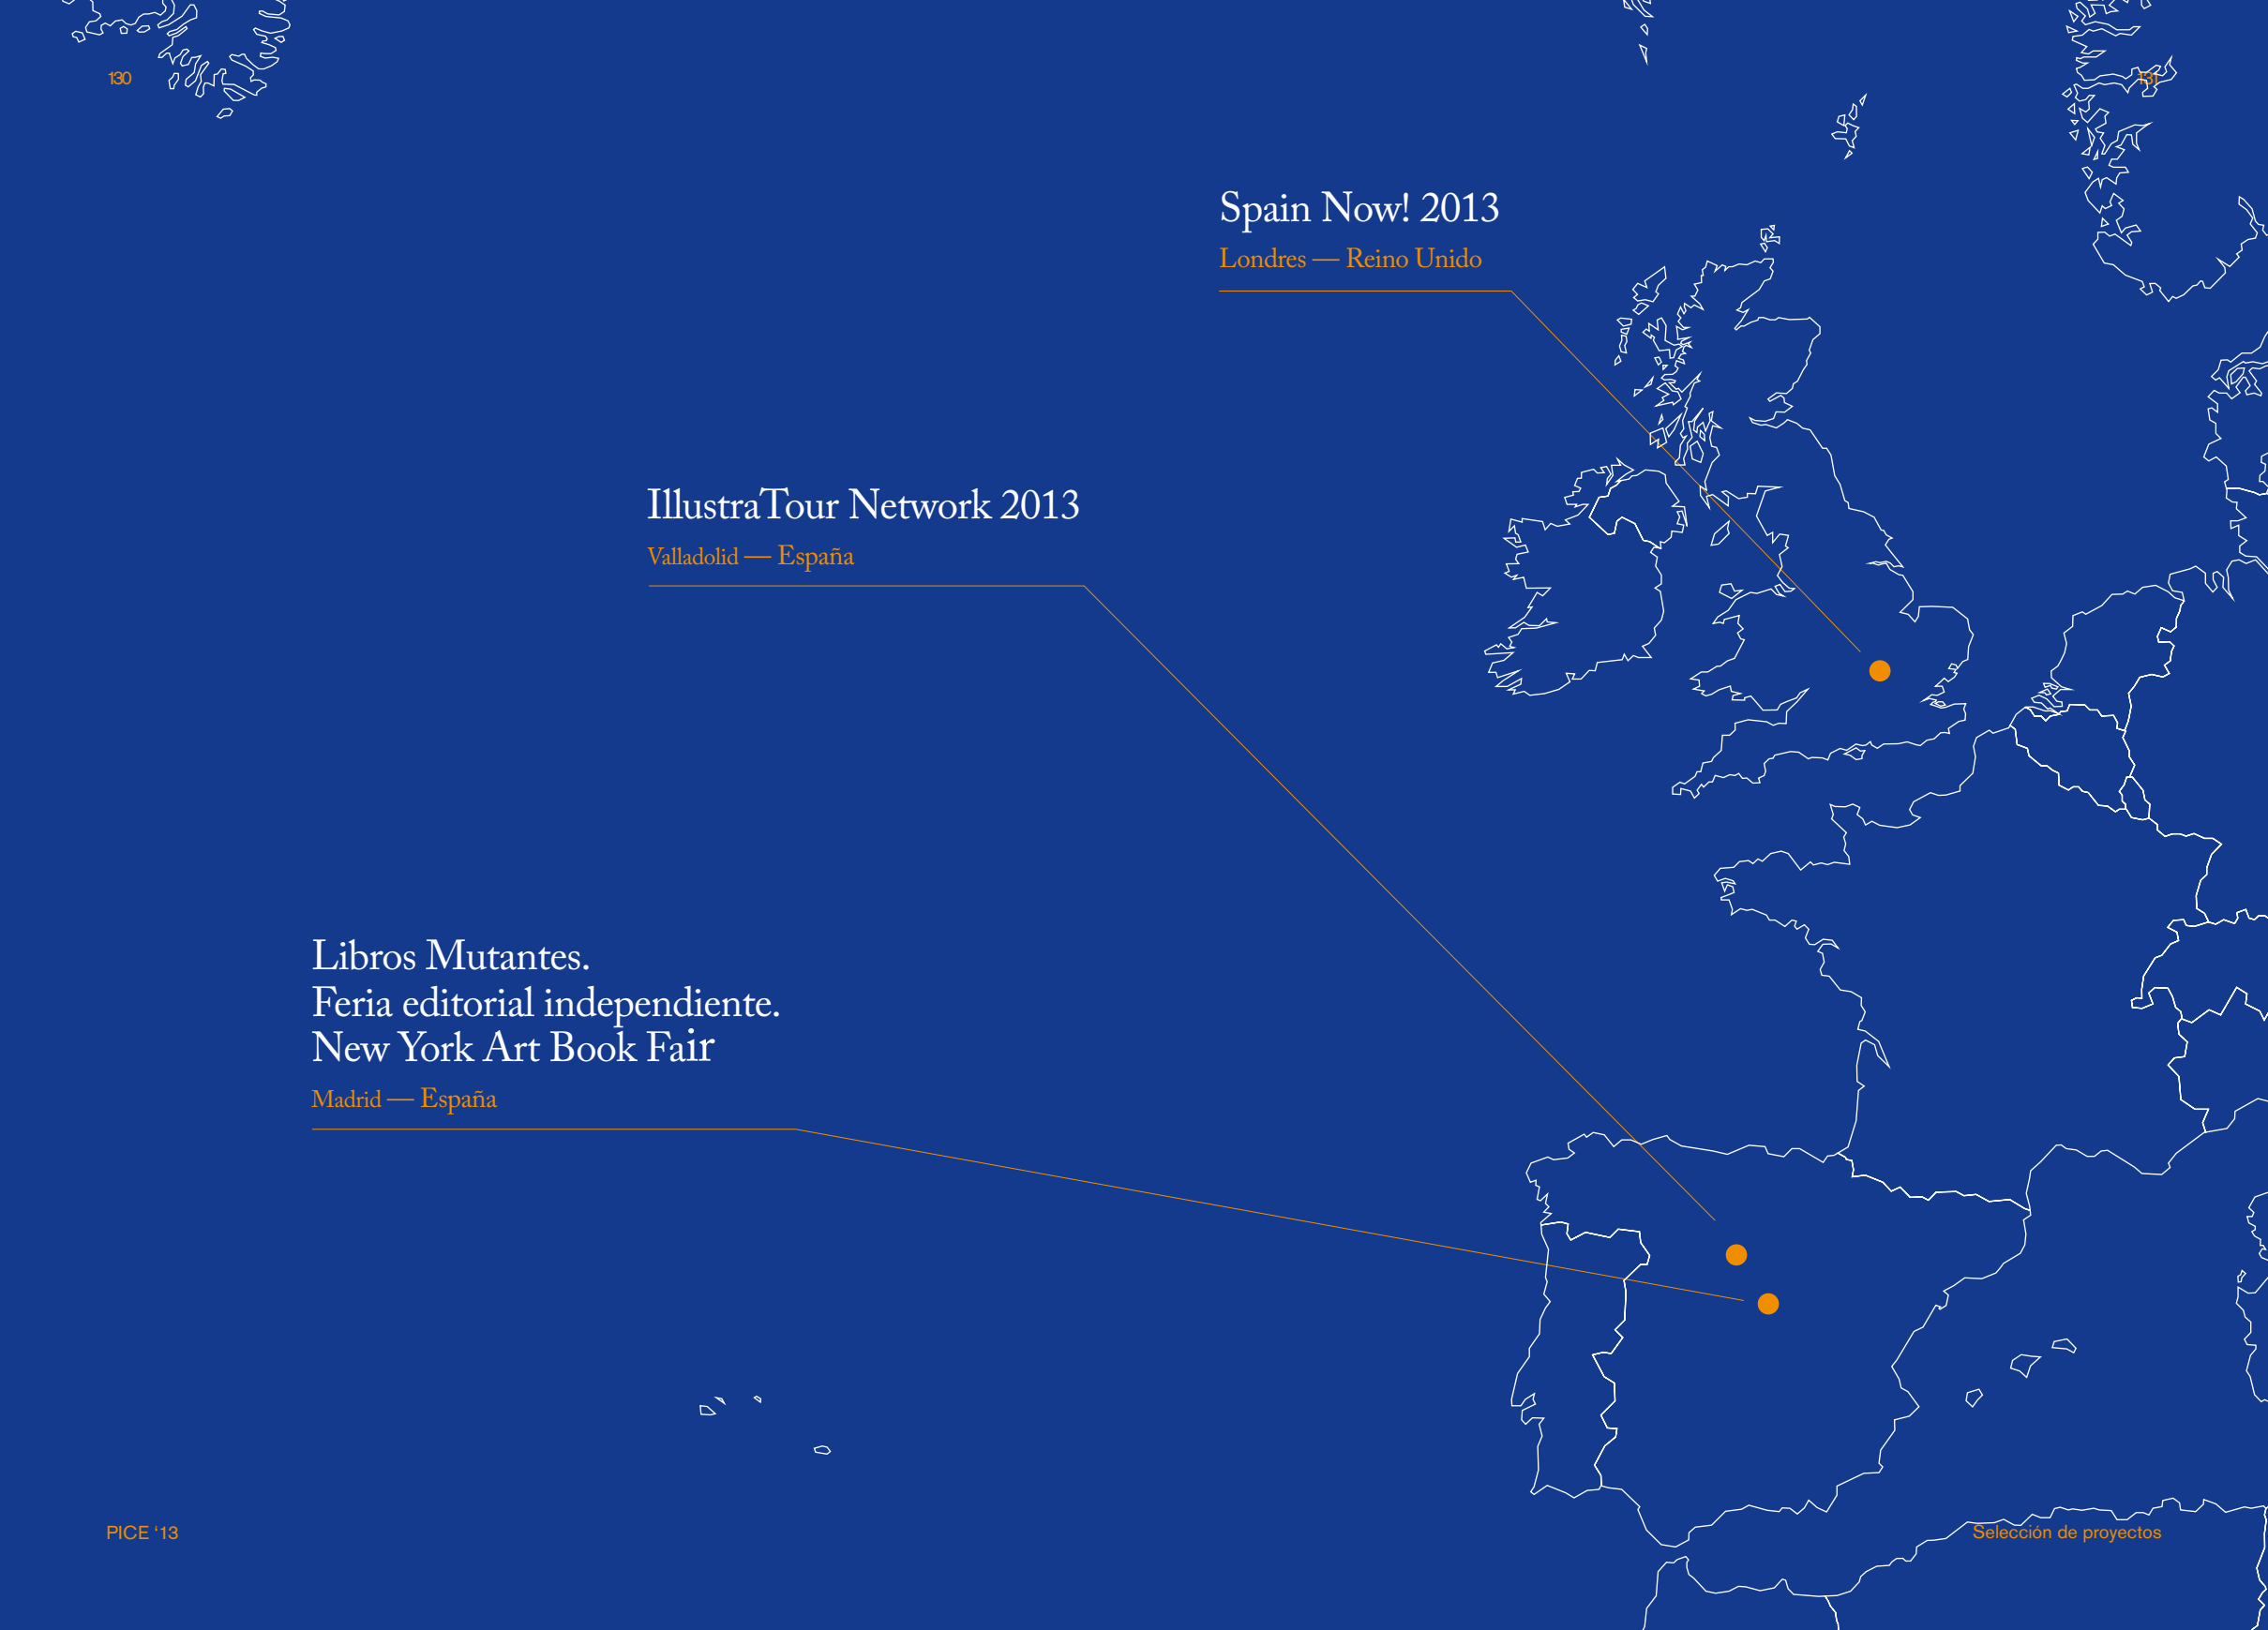 130
131
Spain Now! 2013
Londres — Reino Unido
IllustraTour Network 2013
Valladolid — España
Libros Mutantes.
Feria editorial independiente.
New York Art Book Fair
Madrid — España
PICE ‘13
Selección de proyectos